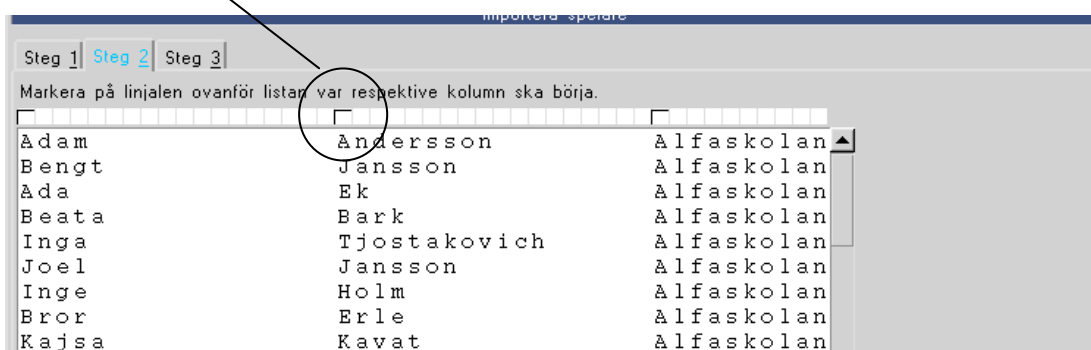 Importera spelare
Steg 1 Steg 2 Steg 3
Markera på linjalen ovanför listan var respektive kolumn ska börja.
Adam Andersson Alfaskolan
Bengt Jansson Alfaskolan
Ada Ek Alfaskolan
Beata Bark Alfaskolan
Inga Tjostakovich Alfaskolan
Joel Jansson Alfaskolan
Inge Holm Alfaskolan
Bror Erle Alfaskolan
Kajsa Kavat Alfaskolan